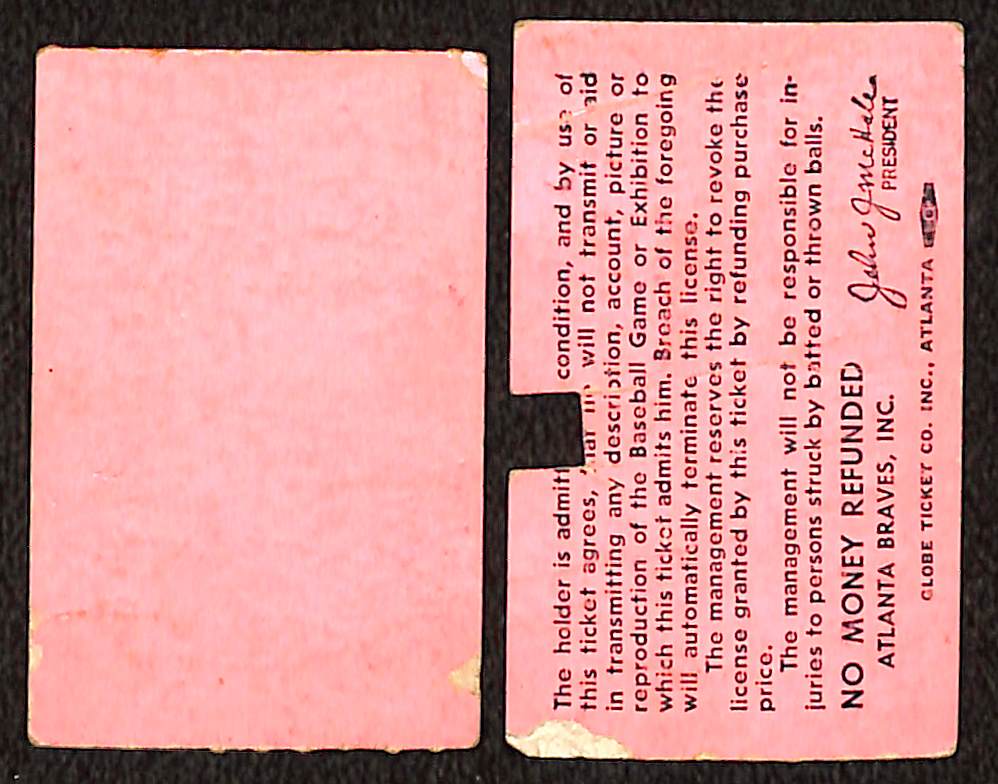 The holder is admitt condition, and by use of
this ticket agrees, will not transmit or aid
in transmitting any description, account, picture or
reproduction of the Baseball Game or Exhibition to
which this ticket admits him. Breach of the foregoing
will automatically terminate this license.
The management reserves the right to revoke the
license granted by this ticket by refunding purchase
price.
The management will not be responsible for in-
juries to persons struck by batted or thrown balls.
NO MONEY REFUNDED
John J McHale
ATLANTA BRAVES, INC. PRESIDENT
GLOBE TICKET CO. INC., ATLANTA